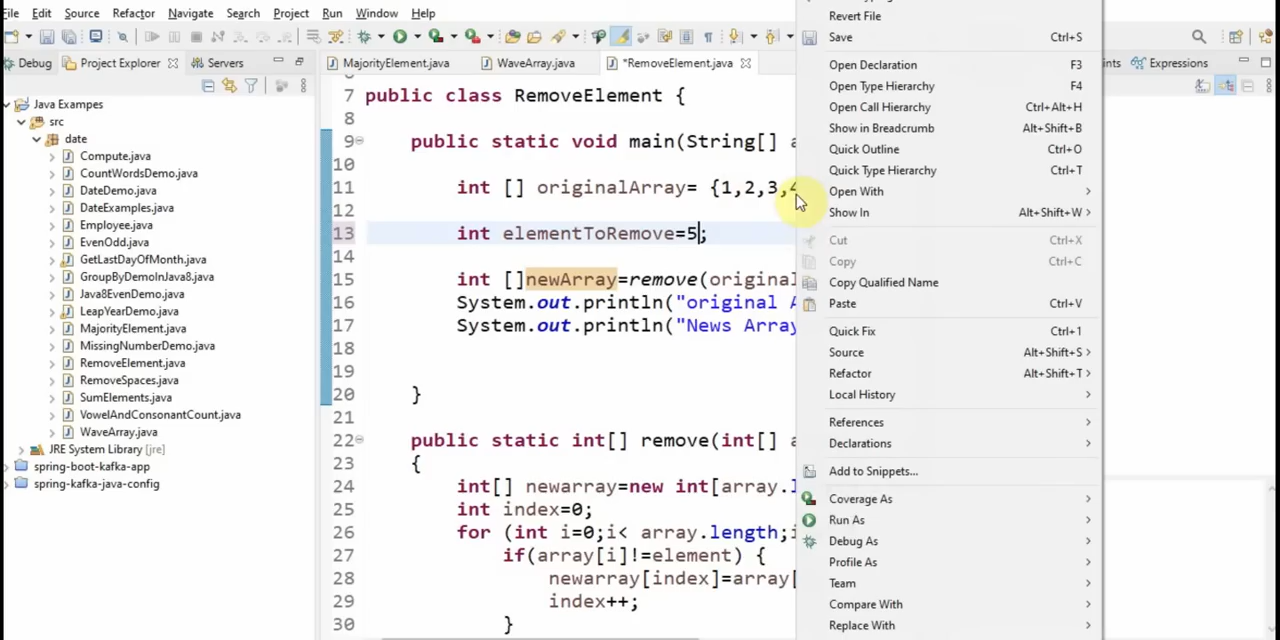 File Edit Source Refactor Navigate Search Project Run Window Help
Debug Project Explorer Servers
MajorityElement.java WaveArray.java *RemoveElement.java Expressions
Java Exampes
src
date
Compute.java
CountWordsDemo.java
DateDemo.java
DateExamples.java
Employee.java
EvenOdd.java
GetLastDayOfMonth.java
GroupByDemoInJava8.java
Java8EvenDemo.java
LeapYearDemo.java
MajorityElement.java
MissingNumberDemo.java
RemoveElement.java
RemoveSpaces.java
SumElements.java
VowelAndConsonantCount.java
WaveArray.java
JRE System Library [jre]
spring-boot-kafka-app
spring-kafka-java-config
7 public class RemoveElement {
8
9 public static void main(String[] a
10
11 int [] originalArray= {1,2,3,4
12
13 int elementToRemove=5;
14
15 int []newArray=remove(original
16 System.out.println("original A
17 System.out.println("News Array
18
19
20 }
21
22 public static int[] remove(int[] a
23 {
24 int[] newarray=new int[array.l
25 int index=0;
26 for (int i=0;i< array.length;i
27 if(array[i]!=element) {
28 newarray[index]=array[
29 index++;
30 }
Revert File
Save Ctrl+S
Open Declaration F3
Open Type Hierarchy F4
Open Call Hierarchy Ctrl+Alt+H
Show in Breadcrumb Alt+Shift+B
Quick Outline Ctrl+O
Quick Type Hierarchy Ctrl+T
Open With
Show In Alt+Shift+W
Cut Ctrl+X
Copy Ctrl+C
Copy Qualified Name
Paste Ctrl+V
Quick Fix Ctrl+1
Source Alt+Shift+S
Refactor Alt+Shift+T
Local History
References
Declarations
Add to Snippets...
Coverage As
Run As
Debug As
Profile As
Team
Compare With
Replace With